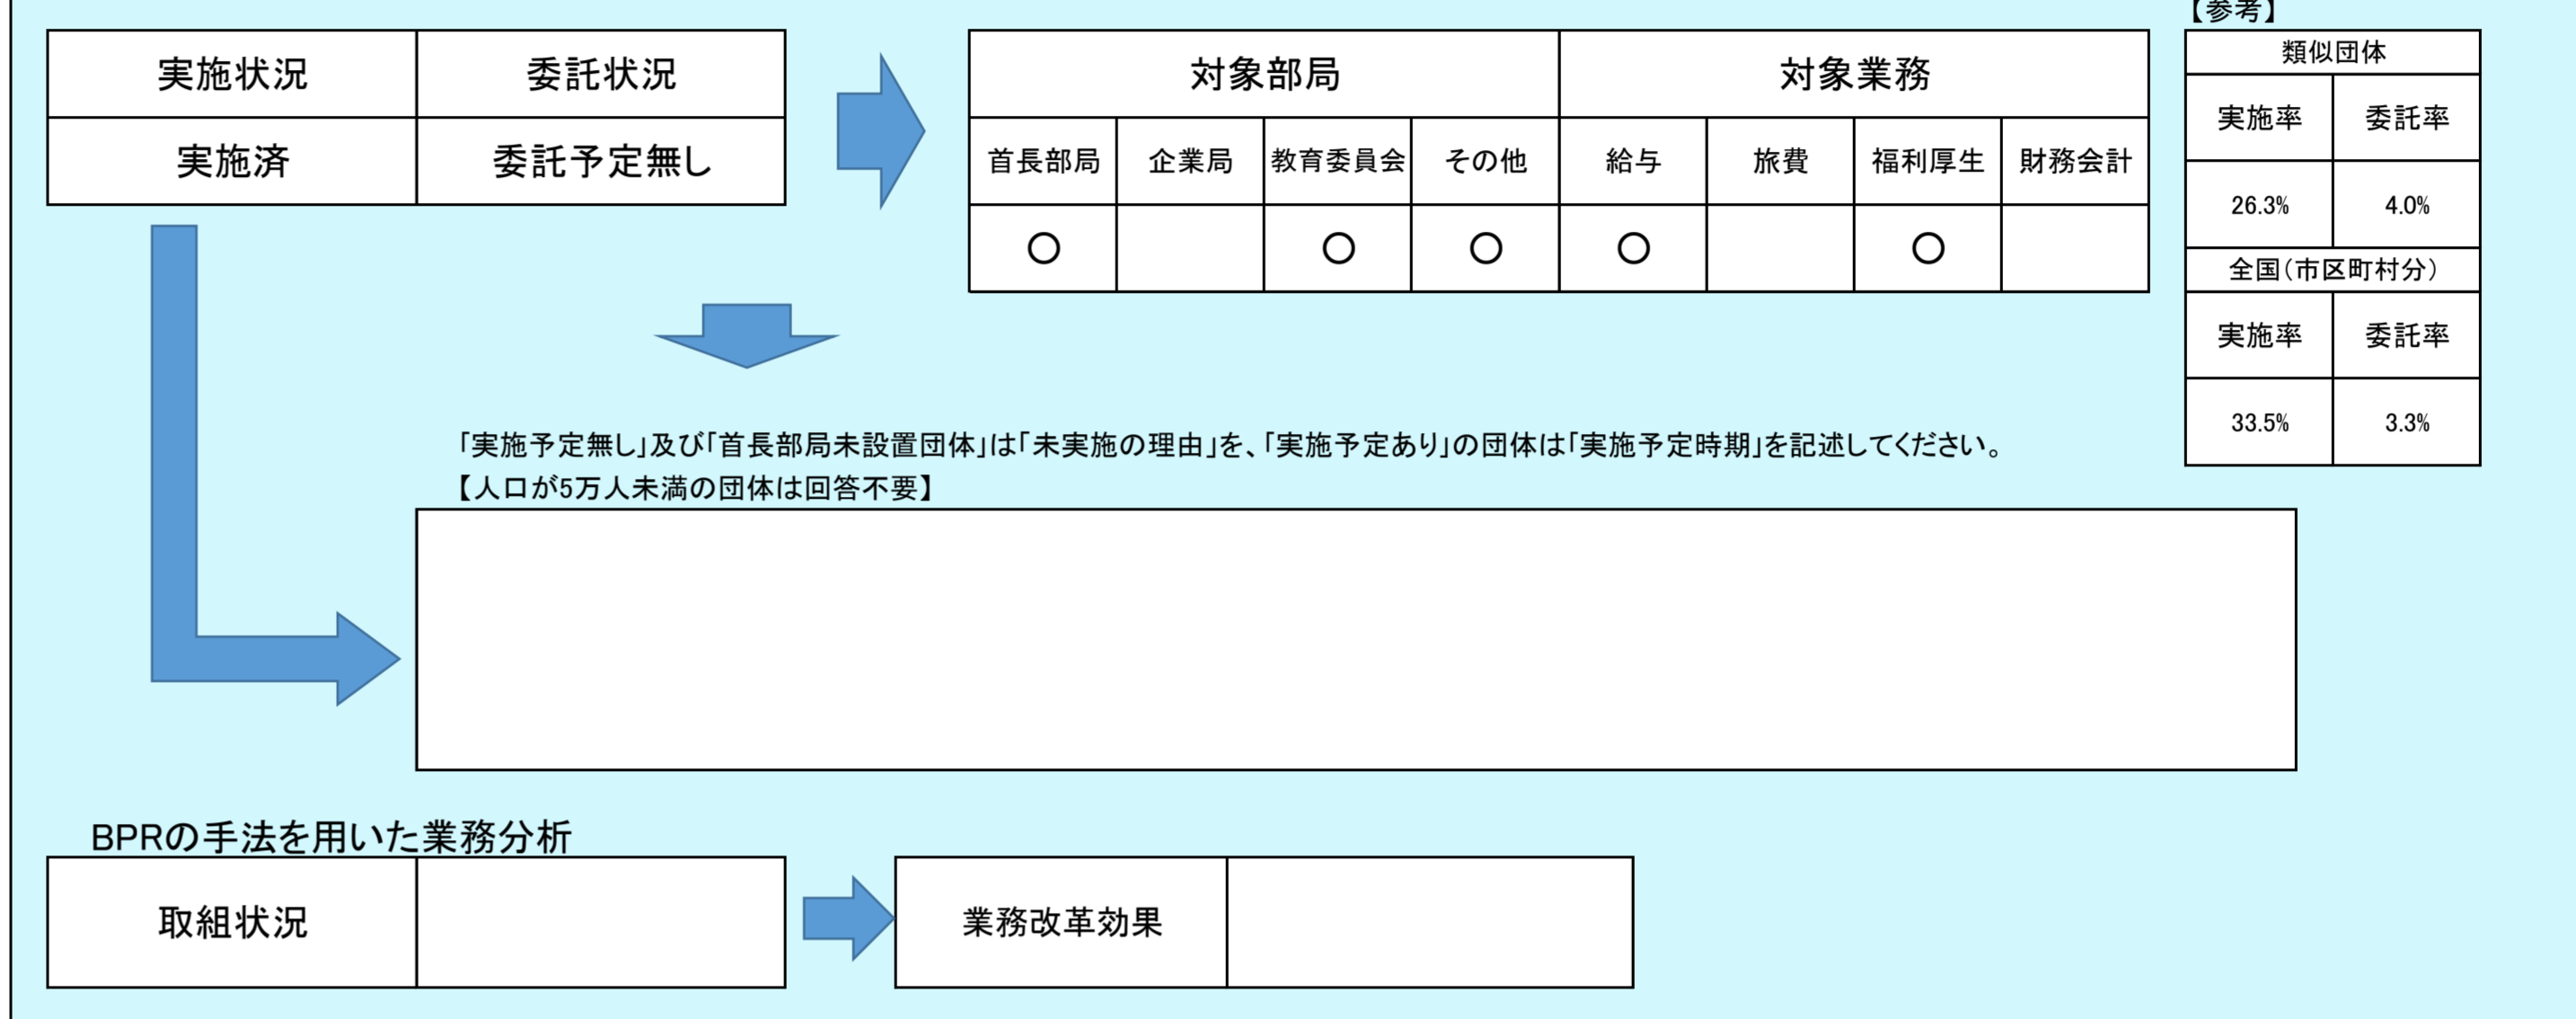 【参考】
実施状況 委託状況
実施済 委託予定無し
対象部局 対象業務
首長部局 企業局 教育委員会 その他 給与 旅費 福利厚生 財務会計
○ ○ ○ ○ ○
類似団体
実施率 委託率
26.3% 4.0%
全国(市区町村分)
実施率 委託率
33.5% 3.3%
「実施予定無し」及び「首長部局未設置団体」は「未実施の理由」を、「実施予定あり」の団体は「実施予定時期」を記述してください。
【人口が5万人未満の団体は回答不要】
BPRの手法を用いた業務分析
取組状況
業務改革効果